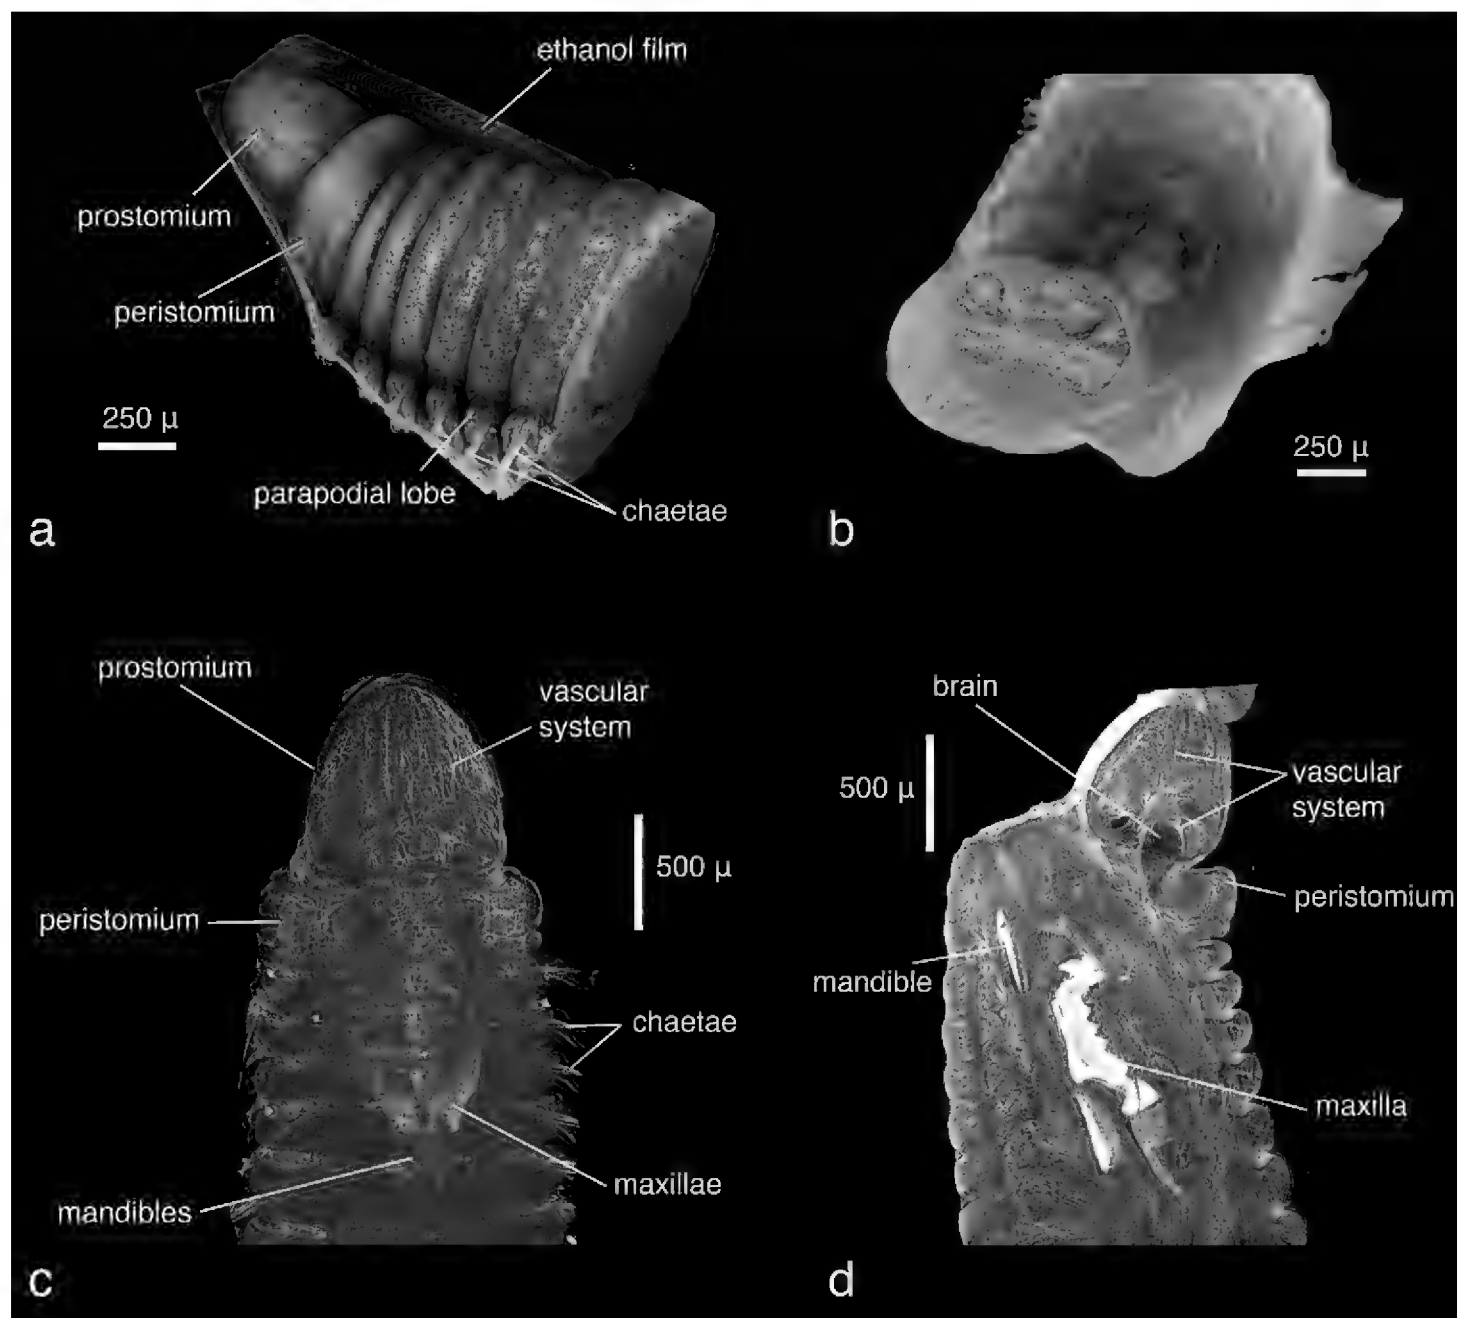 ethanol film
prostomium
peristomium
250 µ
parapodial lobe
chaetae
a
250 µ
b
prostomium
vascular
system
500 µ
peristomium
chaetae
maxillae
mandibles
c
brain
500 µ
vascular
system
peristomium
mandible
maxilla
d